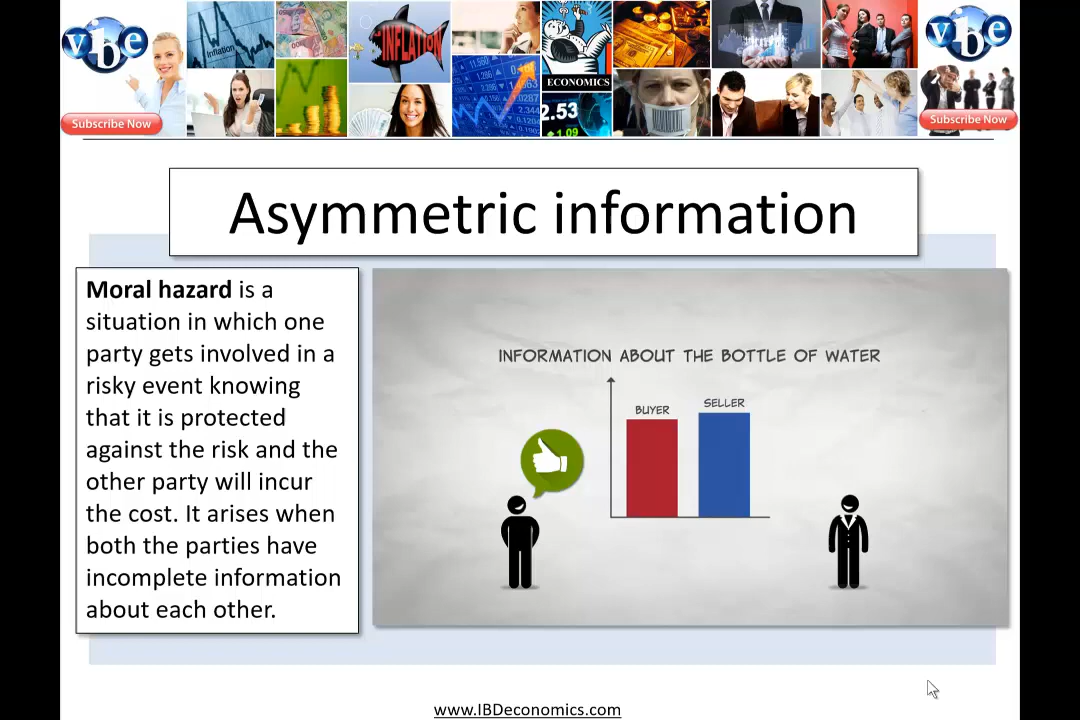 vbe
Subscribe Now
Inflation
INFLATION
ECONOMICS
2.53
1.09
vbe
Subscribe Now
Asymmetric information
Moral hazard is a
situation in which one
party gets involved in a
risky event knowing
that it is protected
against the risk and the
other party will incur
the cost. It arises when
both the parties have
incomplete information
about each other.
INFORMATION ABOUT THE BOTTLE OF WATER
BUYER
SELLER
www.IBDeconomics.com